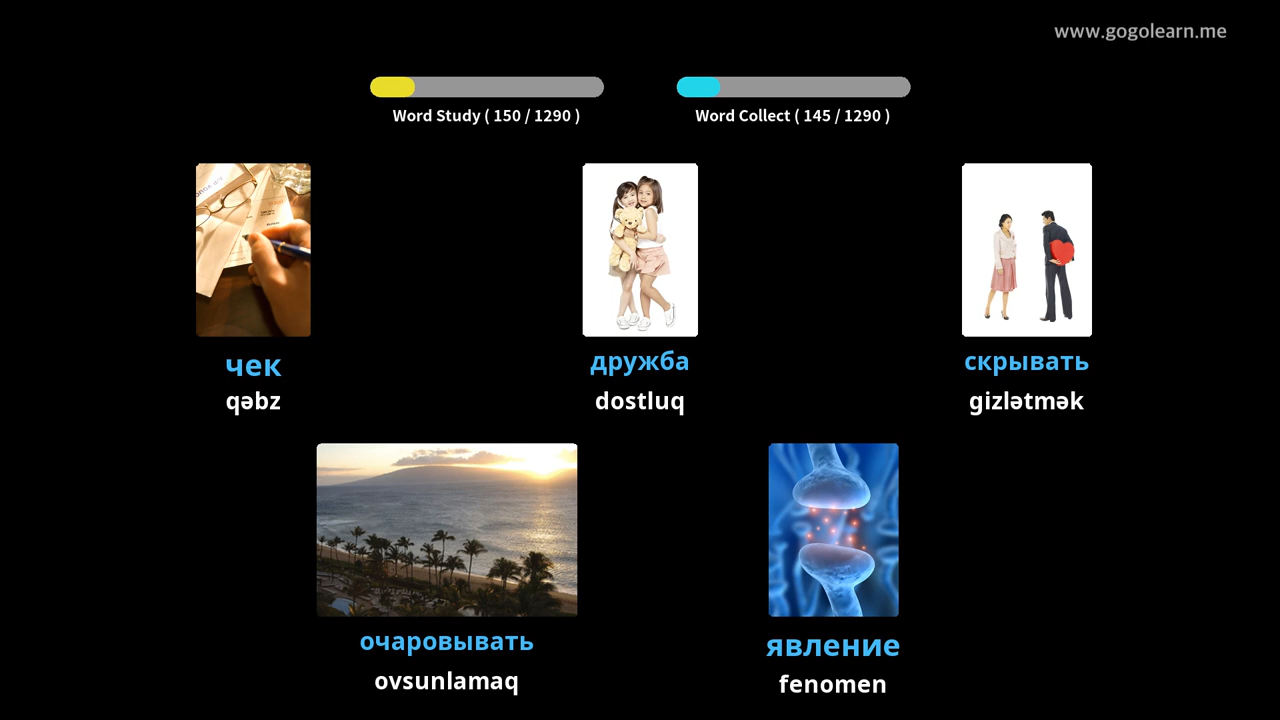 www.gogolearn.me
Word Study ( 150 / 1290 )
Word Collect ( 145 / 1290 )
чек
qəbz
дружба
dostluq
скрывать
gizlətmək
очаровывать
ovsunlamaq
явление
fenomen